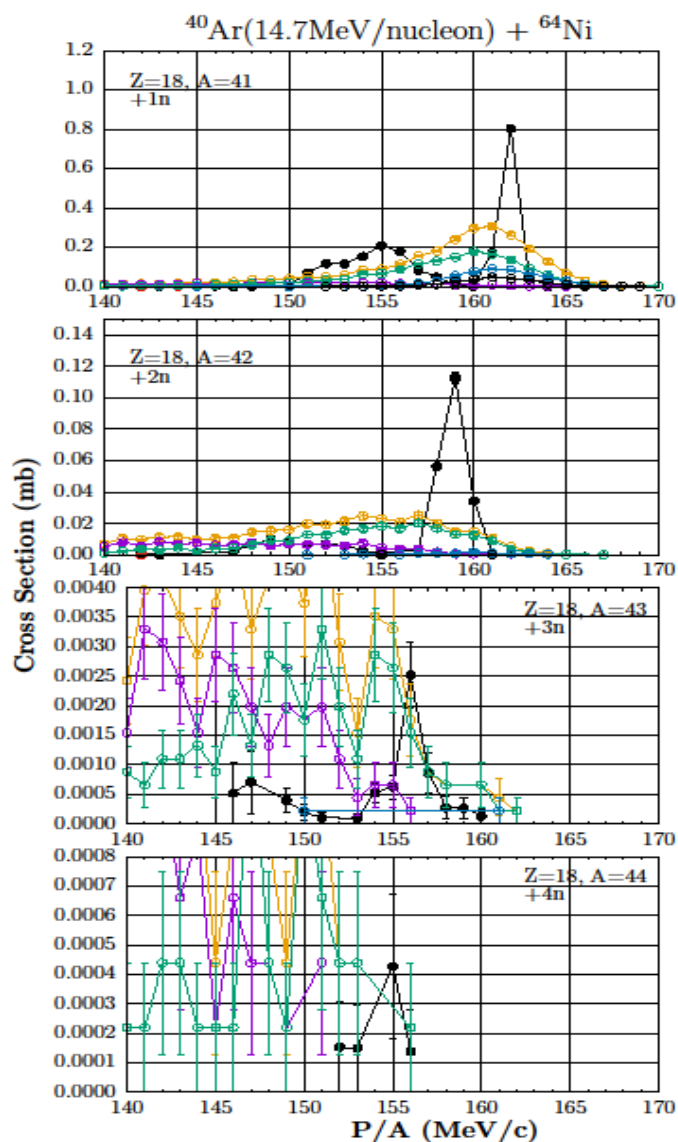 ⁴⁰Ar(14.7MeV/nucleon) + ⁶⁴Ni
Cross Section (mb)
1.2
1.0
0.8
0.6
0.4
0.2
0.0
Z=18, A=41
+1n
140 145 150 155 160 165 170
0.14
0.12
0.10
0.08
0.06
0.04
0.02
0.00
Z=18, A=42
+2n
140 145 150 155 160 165 170
0.0040
0.0035
0.0030
0.0025
0.0020
0.0015
0.0010
0.0005
0.0000
Z=18, A=43
+3n
140 145 150 155 160 165 170
0.0008
0.0007
0.0006
0.0005
0.0004
0.0003
0.0002
0.0001
0.0000
Z=18, A=44
+4n
140 145 150 155 160 165 170
P/A (MeV/c)